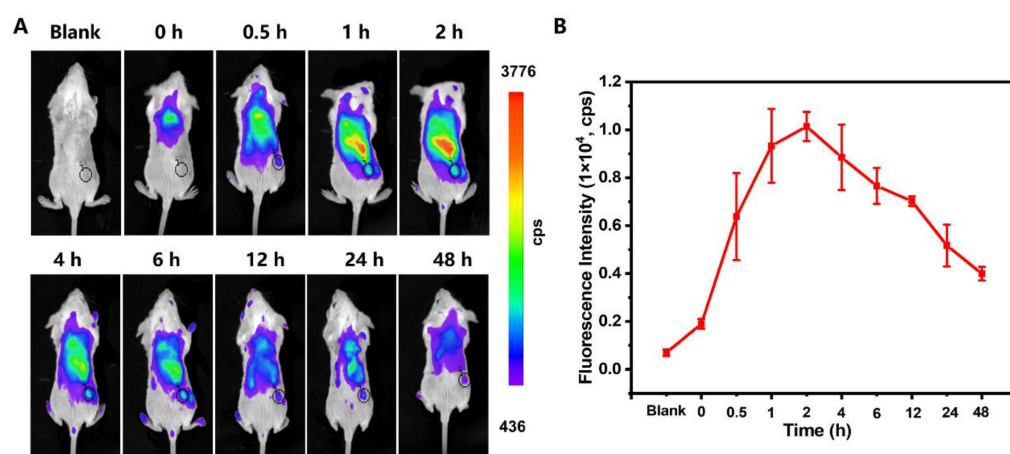 A
Blank 0 h 0.5 h 1 h 2 h
4 h 6 h 12 h 24 h 48 h
3776
cps
436
B
Fluorescence Intensity (1×10⁴, cps)
1.2
1.0
0.8
0.6
0.4
0.2
0.0
Blank 0 0.5 1 2 4 6 12 24 48
Time (h)